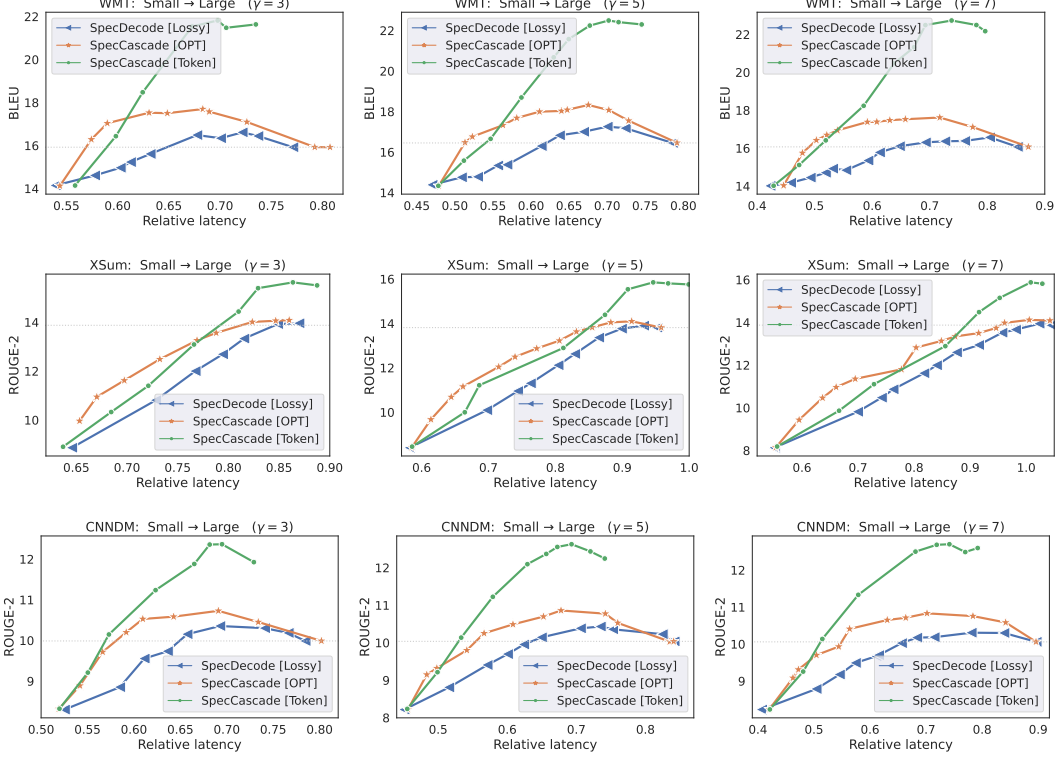 WMT: Small → Large (γ = 3)
22
20
18
16
14
BLEU
SpecDecode [Lossy]
SpecCascade [OPT]
SpecCascade [Token]
0.55 0.60 0.65 0.70 0.75 0.80
Relative latency
WMT: Small → Large (γ = 5)
22
20
18
16
14
BLEU
SpecDecode [Lossy]
SpecCascade [OPT]
SpecCascade [Token]
0.45 0.50 0.55 0.60 0.65 0.70 0.75 0.80
Relative latency
WMT: Small → Large (γ = 7)
22
20
18
16
14
BLEU
SpecDecode [Lossy]
SpecCascade [OPT]
SpecCascade [Token]
0.4 0.5 0.6 0.7 0.8 0.9
Relative latency
XSum: Small → Large (γ = 3)
14
12
10
ROUGE-2
SpecDecode [Lossy]
SpecCascade [OPT]
SpecCascade [Token]
0.65 0.70 0.75 0.80 0.85 0.90
Relative latency
XSum: Small → Large (γ = 5)
16
14
12
10
ROUGE-2
SpecDecode [Lossy]
SpecCascade [OPT]
SpecCascade [Token]
0.6 0.7 0.8 0.9 1.0
Relative latency
XSum: Small → Large (γ = 7)
16
14
12
10
8
ROUGE-2
SpecDecode [Lossy]
SpecCascade [OPT]
SpecCascade [Token]
0.6 0.7 0.8 0.9 1.0
Relative latency
CNNDM: Small → Large (γ = 3)
12
11
10
9
ROUGE-2
SpecDecode [Lossy]
SpecCascade [OPT]
SpecCascade [Token]
0.50 0.55 0.60 0.65 0.70 0.75 0.80
Relative latency
CNNDM: Small → Large (γ = 5)
12
11
10
9
8
ROUGE-2
SpecDecode [Lossy]
SpecCascade [OPT]
SpecCascade [Token]
0.5 0.6 0.7 0.8
Relative latency
CNNDM: Small → Large (γ = 7)
12
11
10
9
ROUGE-2
SpecDecode [Lossy]
SpecCascade [OPT]
SpecCascade [Token]
0.4 0.5 0.6 0.7 0.8 0.9
Relative latency